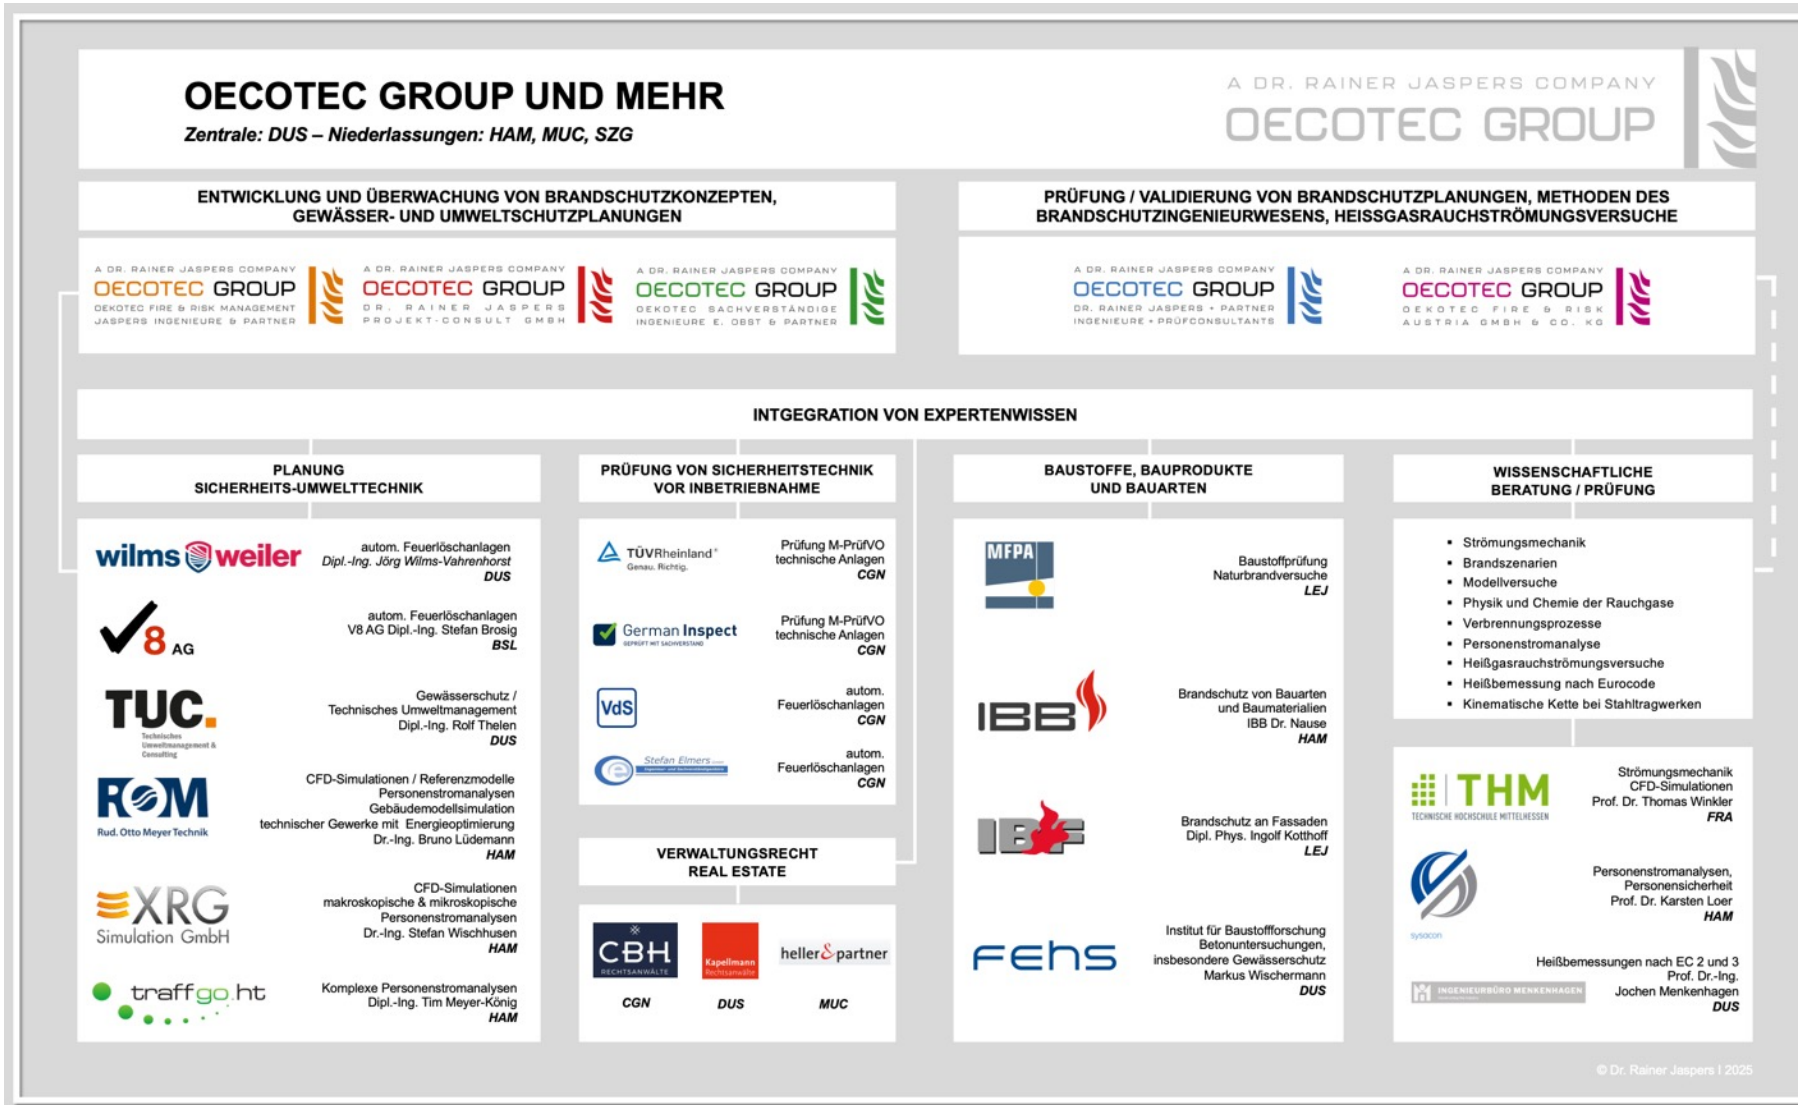 OECOTEC GROUP UND MEHR
Zentrale: DUS – Niederlassungen: HAM, MUC, SZG
A DR. RAINER JASPERS COMPANY
OECOTEC GROUP
ENTWICKLUNG UND ÜBERWACHUNG VON BRANDSCHUTZKONZEPTEN,
GEWÄSSER- UND UMWELTSCHUTZPLANUNGEN
A DR. RAINER JASPERS COMPANY
OECOTEC GROUP
OEKOTEC FIRE & RISK MANAGEMENT
JASPERS INGENIEURE & PARTNER
A DR. RAINER JASPERS COMPANY
OECOTEC GROUP
DR. RAINER JASPERS
PROJEKT-CONSULT GMBH
A DR. RAINER JASPERS COMPANY
OECOTEC GROUP
OEKOTEC SACHVERSTÄNDIGE
INGENIEURE E. OBST & PARTNER
PRÜFUNG / VALIDIERUNG VON BRANDSCHUTZPLANUNGEN, METHODEN DES
BRANDSCHUTZINGENIEURWESENS, HEISSGASRAUCHSTRÖMUNGSVERSUCHE
A DR. RAINER JASPERS COMPANY
OECOTEC GROUP
DR. RAINER JASPERS + PARTNER
INGENIEURE + PRÜFCONSULTANTS
A DR. RAINER JASPERS COMPANY
OECOTEC GROUP
OEKOTEC FIRE & RISK
AUSTRIA GMBH & CO. KG
INTGEGRATION VON EXPERTENWISSEN
PLANUNG
SICHERHEITS-UMWELTTECHNIK
wilms weiler
autom. Feuerlöschanlagen
Dipl.-Ing. Jörg Wilms-Vahrenhorst
DUS
8 AG
autom. Feuerlöschanlagen
V8 AG Dipl.-Ing. Stefan Brosig
BSL
TUC.
Technisches
Umweltmanagement &
Consulting
Gewässerschutz /
Technisches Umweltmanagement
Dipl.-Ing. Rolf Thelen
DUS
ROM
Rud. Otto Meyer Technik
CFD-Simulationen / Referenzmodelle
Personenstromanalysen
Gebäudemodellsimulation
technischer Gewerke mit Energieoptimierung
Dr.-Ing. Bruno Lüdemann
HAM
XRG
Simulation GmbH
CFD-Simulationen
makroskopische & mikroskopische
Personenstromanalysen
Dr.-Ing. Stefan Wischhusen
HAM
traffgo.ht
Komplexe Personenstromanalysen
Dipl.-Ing. Tim Meyer-König
HAM
PRÜFUNG VON SICHERHEITSTECHNIK
VOR INBETRIEBNAHME
TÜVRheinland®
Genau. Richtig.
Prüfung M-PrüfVO
technische Anlagen
CGN
German Inspect
GEPRÜFT MIT SACHVERSTAND
Prüfung M-PrüfVO
technische Anlagen
CGN
VdS
autom.
Feuerlöschanlagen
CGN
Stefan Elmers
autom.
Feuerlöschanlagen
CGN
VERWALTUNGSRECHT
REAL ESTATE
CBH
RECHTSANWÄLTE
CGN
Kapellmann
Rechtsanwälte
DUS
heller & partner
MUC
BAUSTOFFE, BAUPRODUKTE
UND BAUARTEN
MFPA
Baustoffprüfung
Naturbrandversuche
LEJ
IBB
Brandschutz von Bauarten
und Baumaterialien
IBB Dr. Nause
HAM
IBF
Brandschutz an Fassaden
Dipl. Phys. Ingolf Kotthoff
LEJ
FEhS
Institut für Baustoffforschung
Betonuntersuchungen,
insbesondere Gewässerschutz
Markus Wischermann
DUS
WISSENSCHAFTLICHE
BERATUNG / PRÜFUNG
▪ Strömungsmechanik
▪ Brandszenarien
▪ Modellversuche
▪ Physik und Chemie der Rauchgase
▪ Verbrennungsprozesse
▪ Personenstromanalyse
▪ Heißgasrauchströmungsversuche
▪ Heißbemessung nach Eurocode
▪ Kinematische Kette bei Stahltragwerken
THM
TECHNISCHE HOCHSCHULE MITTELHESSEN
Strömungsmechanik
CFD-Simulationen
Prof. Dr. Thomas Winkler
FRA
sysocon
Personenstromanalysen,
Personensicherheit
Prof. Dr. Karsten Loer
HAM
INGENIEURBÜRO MENKENHAGEN
Heißbemessungen nach EC 2 und 3
Prof. Dr.-Ing.
Jochen Menkenhagen
DUS
© Dr. Rainer Jaspers I 2025